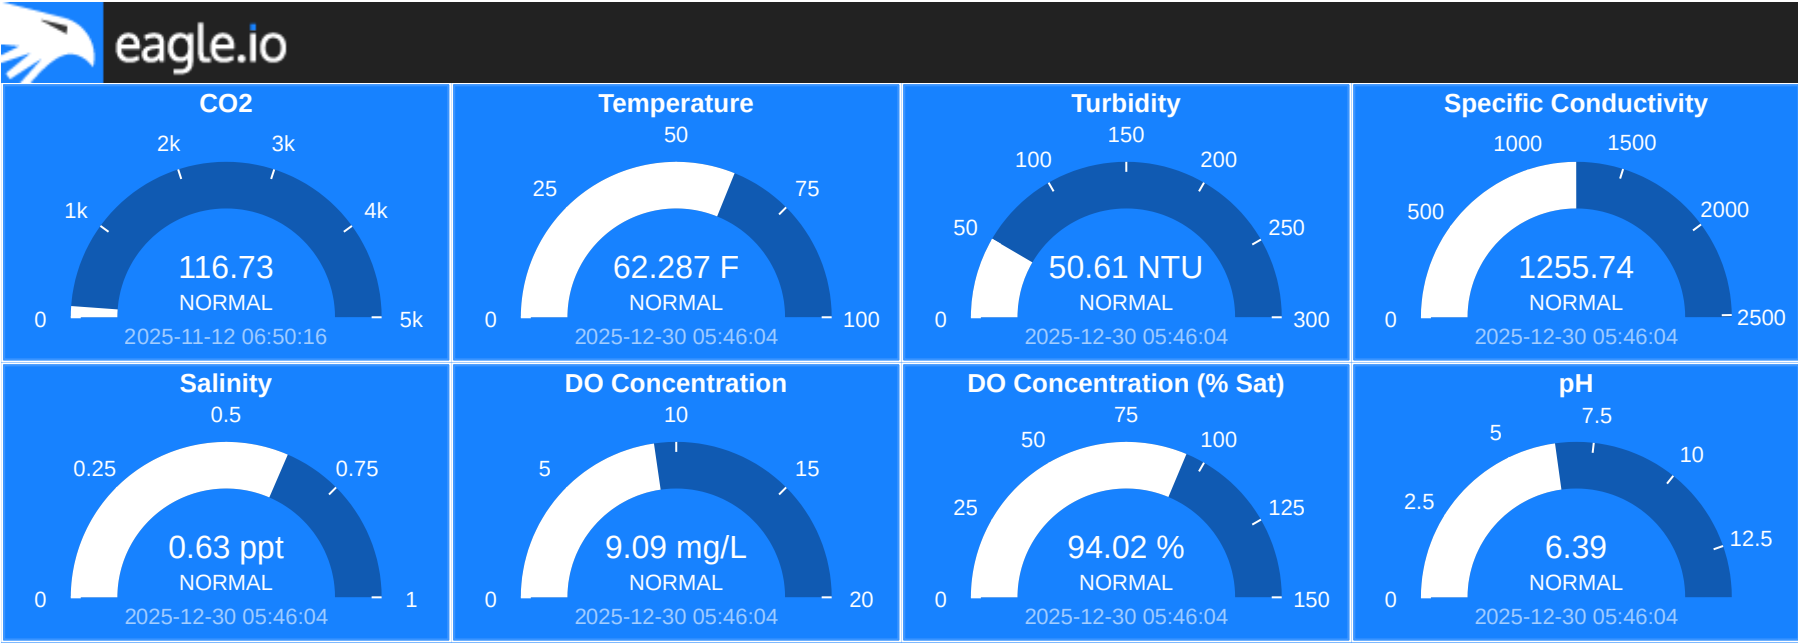 eagle.io
CO2
2k 3k
1k 4k
116.73
NORMAL
0 5k
2025-11-12 06:50:16
Temperature
50
25 75
62.287 F
NORMAL
0 100
2025-12-30 05:46:04
Turbidity
150
100 200
50 250
50.61 NTU
NORMAL
0 300
2025-12-30 05:46:04
Specific Conductivity
1000 1500
500 2000
1255.74
NORMAL
0 2500
2025-12-30 05:46:04
Salinity
0.5
0.25 0.75
0.63 ppt
NORMAL
0 1
2025-12-30 05:46:04
DO Concentration
10
5 15
9.09 mg/L
NORMAL
0 20
2025-12-30 05:46:04
DO Concentration (% Sat)
75
50 100
25 125
94.02 %
NORMAL
0 150
2025-12-30 05:46:04
pH
7.5
5 10
2.5 12.5
6.39
NORMAL
0
2025-12-30 05:46:04